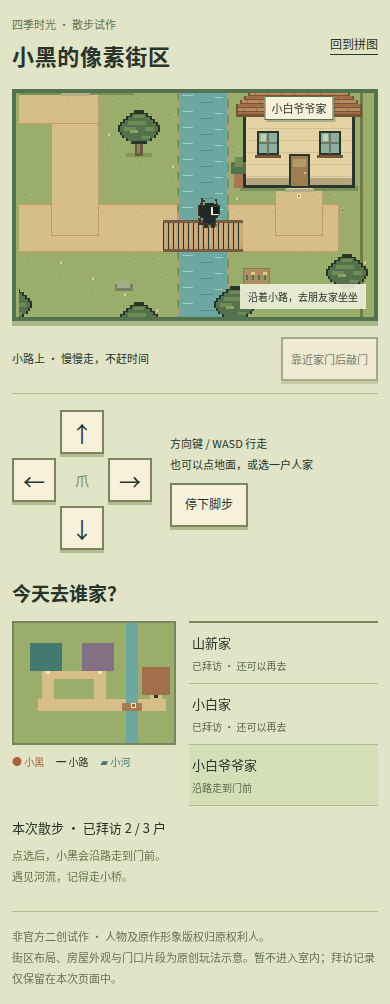 四季时光 · 散步试作
小黑的像素街区
回到拼图
小白爷爷家
沿着小路，去朋友家坐坐
小路上 · 慢慢走，不赶时间
靠近家门后敲门
↑
← 爪 →
↓
方向键 / WASD 行走
也可以点地面，或选一户人家
停下脚步
今天去谁家？
小黑 小路 小河
山新家
已拜访 · 还可以再去
小白家
已拜访 · 还可以再去
小白爷爷家
沿路走到门前
本次散步 · 已拜访 2 / 3 户
点选后，小黑会沿路走到门前。
遇见河流，记得走小桥。
非官方二创试作 · 人物及原作形象版权归原权利人。
街区布局、房屋外观与门口片段为原创玩法示意。暂不进入室内；拜访记录
仅保留在本次页面中。